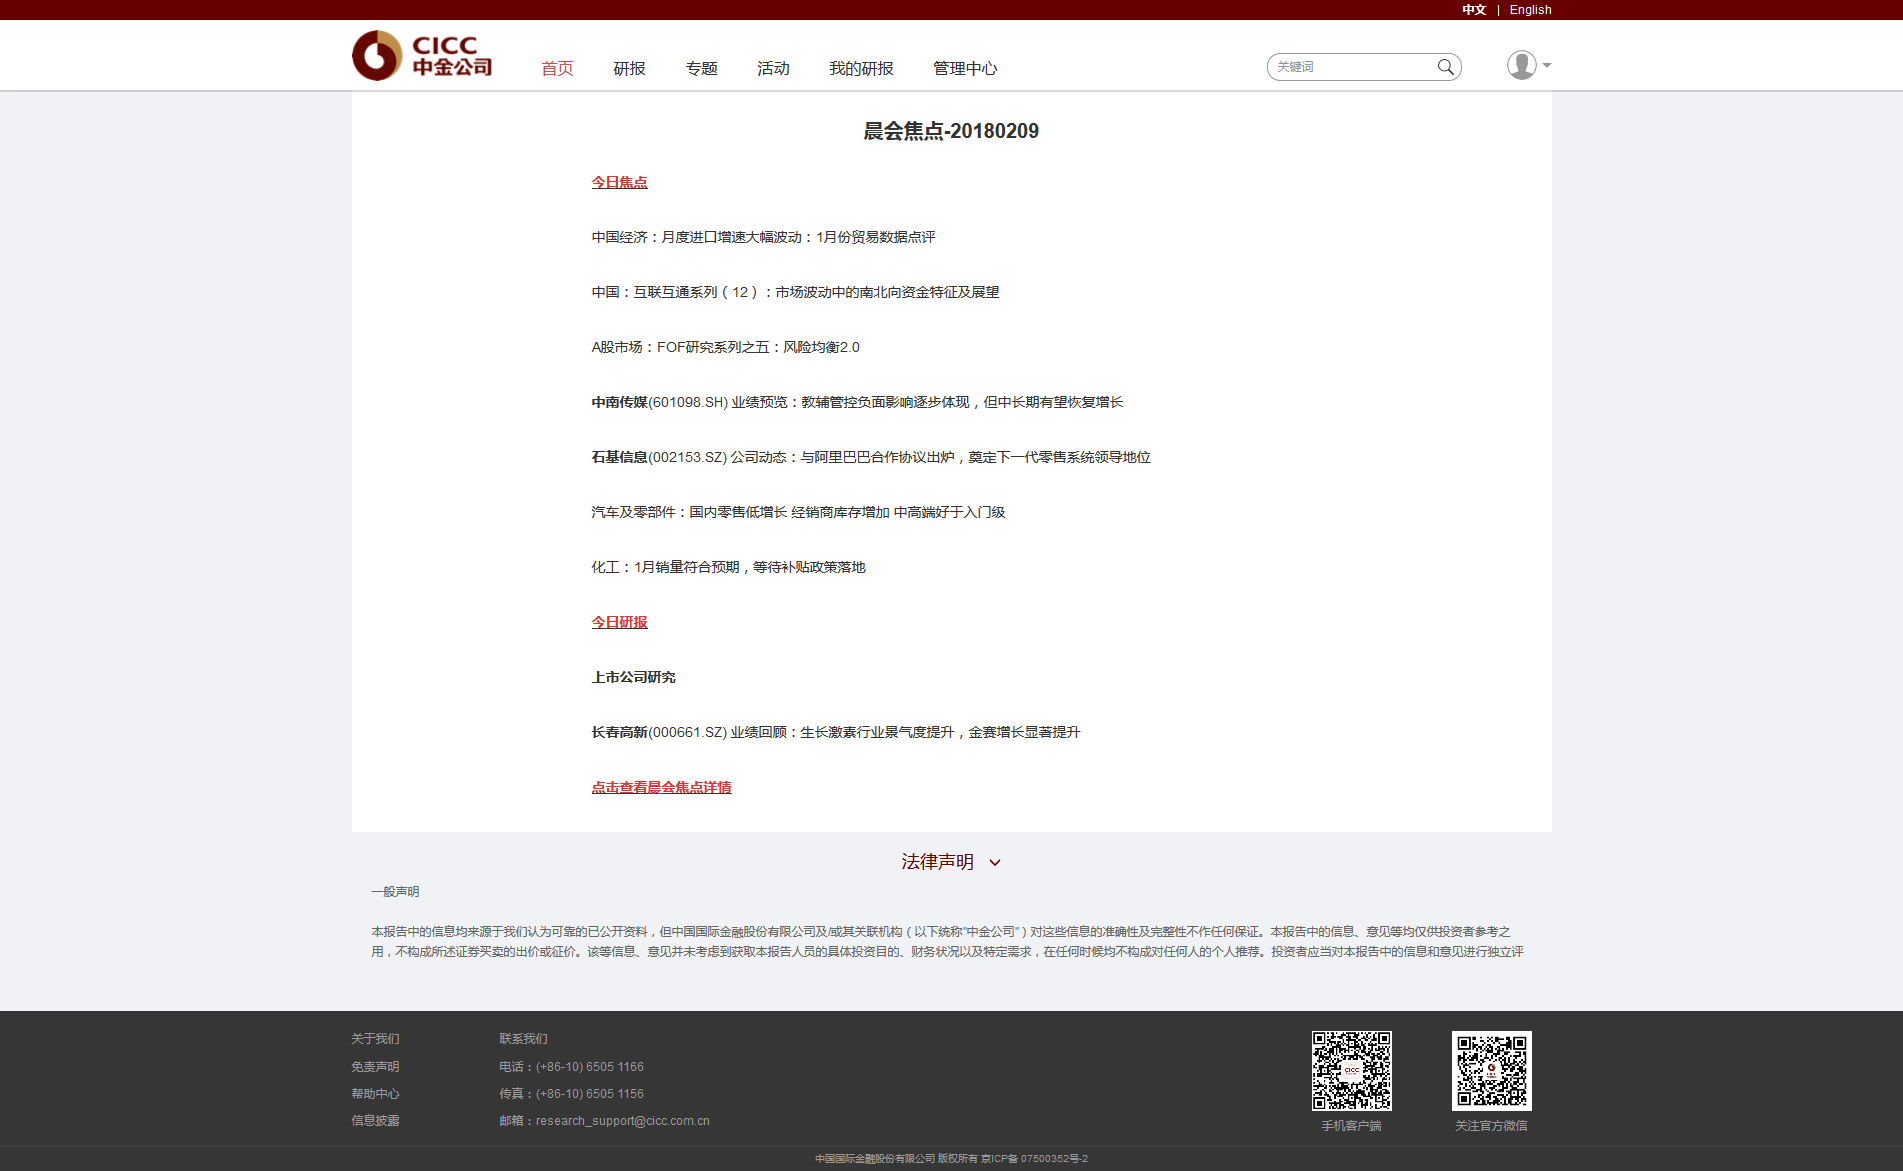 中文 | English
CICC
中金公司
首页 研报 专题 活动 我的研报 管理中心
关键词
晨会焦点-20180209
今日焦点
中国经济：月度进口增速大幅波动：1月份贸易数据点评
中国：互联互通系列（12）：市场波动中的南北向资金特征及展望
A股市场：FOF研究系列之五：风险均衡2.0
中南传媒(601098.SH) 业绩预览：教辅管控负面影响逐步体现，但中长期有望恢复增长
石基信息(002153.SZ) 公司动态：与阿里巴巴合作协议出炉，奠定下一代零售系统领导地位
汽车及零部件：国内零售低增长 经销商库存增加 中高端好于入门级
化工：1月销量符合预期，等待补贴政策落地
今日研报
上市公司研究
长春高新(000661.SZ) 业绩回顾：生长激素行业景气度提升，金赛增长显著提升
点击查看晨会焦点详情
法律声明
一般声明
本报告中的信息均来源于我们认为可靠的已公开资料，但中国国际金融股份有限公司及/或其关联机构（以下统称"中金公司"）对这些信息的准确性及完整性不作任何保证。本报告中的信息、意见等均仅供投资者参考之
用，不构成所述证券买卖的出价或征价。该等信息、意见并未考虑到获取本报告人员的具体投资目的、财务状况以及特定需求，在任何时候均不构成对任何人的个人推荐。投资者应当对本报告中的信息和意见进行独立评
关于我们
免责声明
帮助中心
信息披露
联系我们
电话：(+86-10) 6505 1166
传真：(+86-10) 6505 1156
邮箱：research_support@cicc.com.cn
CICC
手机客户端
关注官方微信
中国国际金融股份有限公司 版权所有 京ICP备 07500352号-2